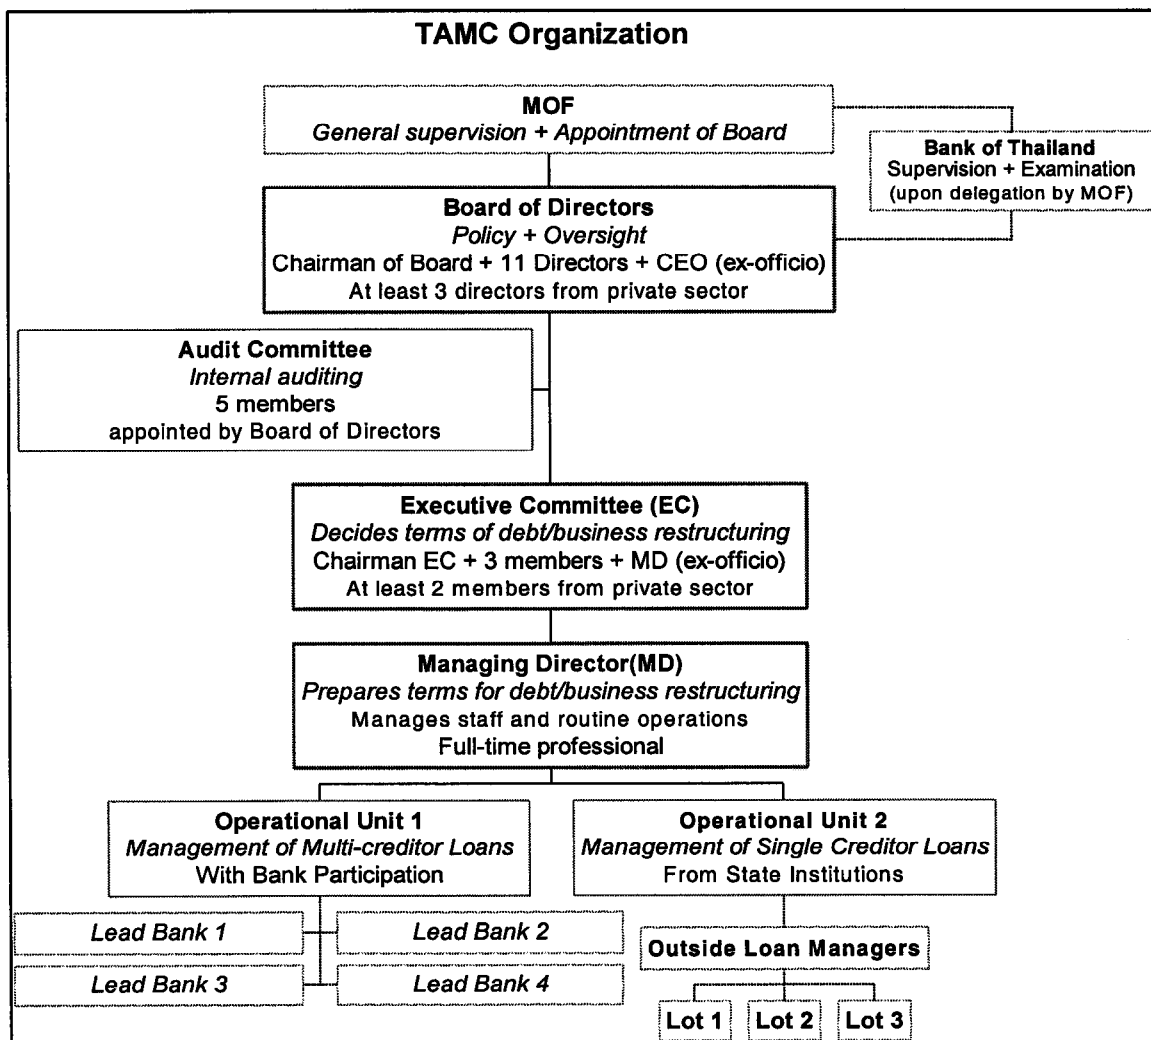 TAMC Organization
MOF
General supervision + Appointment of Board
Bank of Thailand
Supervision + Examination
(upon delegation by MOF)
Board of Directors
Policy + Oversight
Chairman of Board + 11 Directors + CEO (ex-officio)
At least 3 directors from private sector
Audit Committee
Internal auditing
5 members
appointed by Board of Directors
Executive Committee (EC)
Decides terms of debt/business restructuring
Chairman EC + 3 members + MD (ex-officio)
At least 2 members from private sector
Managing Director(MD)
Prepares terms for debt/business restructuring
Manages staff and routine operations
Full-time professional
Operational Unit 1
Management of Multi-creditor Loans
With Bank Participation
Operational Unit 2
Management of Single Creditor Loans
From State Institutions
Lead Bank 1
Lead Bank 2
Lead Bank 3
Lead Bank 4
Outside Loan Managers
Lot 1
Lot 2
Lot 3